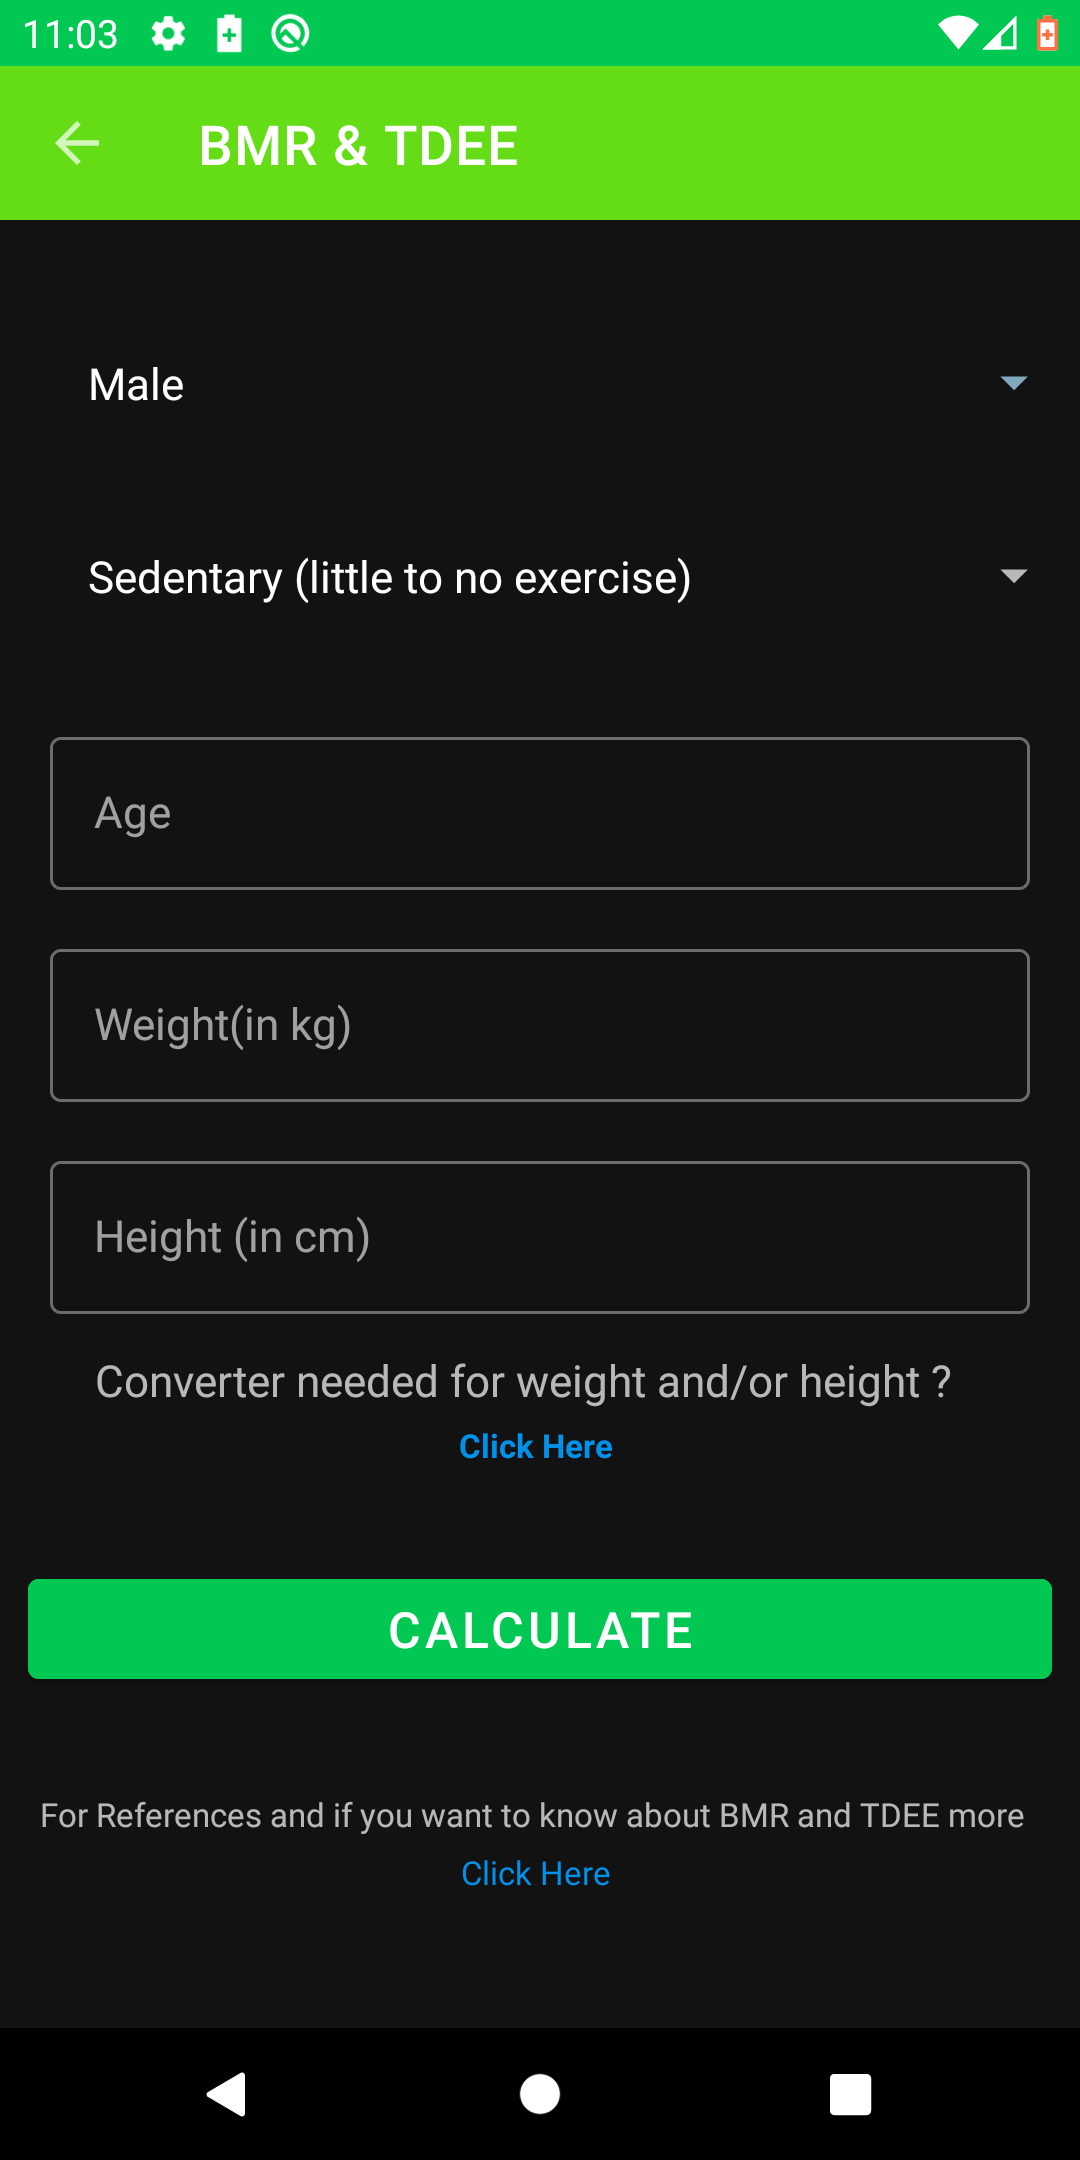 11:03
BMR & TDEE
Male
Sedentary (little to no exercise)
Age
Weight(in kg)
Height (in cm)
Converter needed for weight and/or height ?
Click Here
CALCULATE
For References and if you want to know about BMR and TDEE more
Click Here